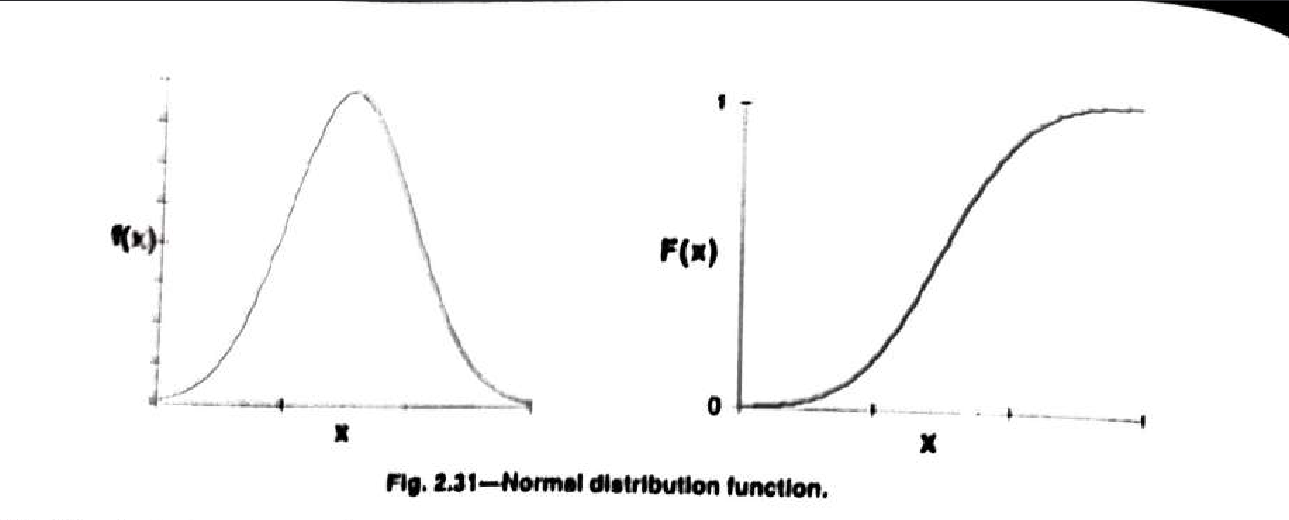 f(x)
x
1
F(x)
0
x
Fig. 2.31—Normal distribution function.